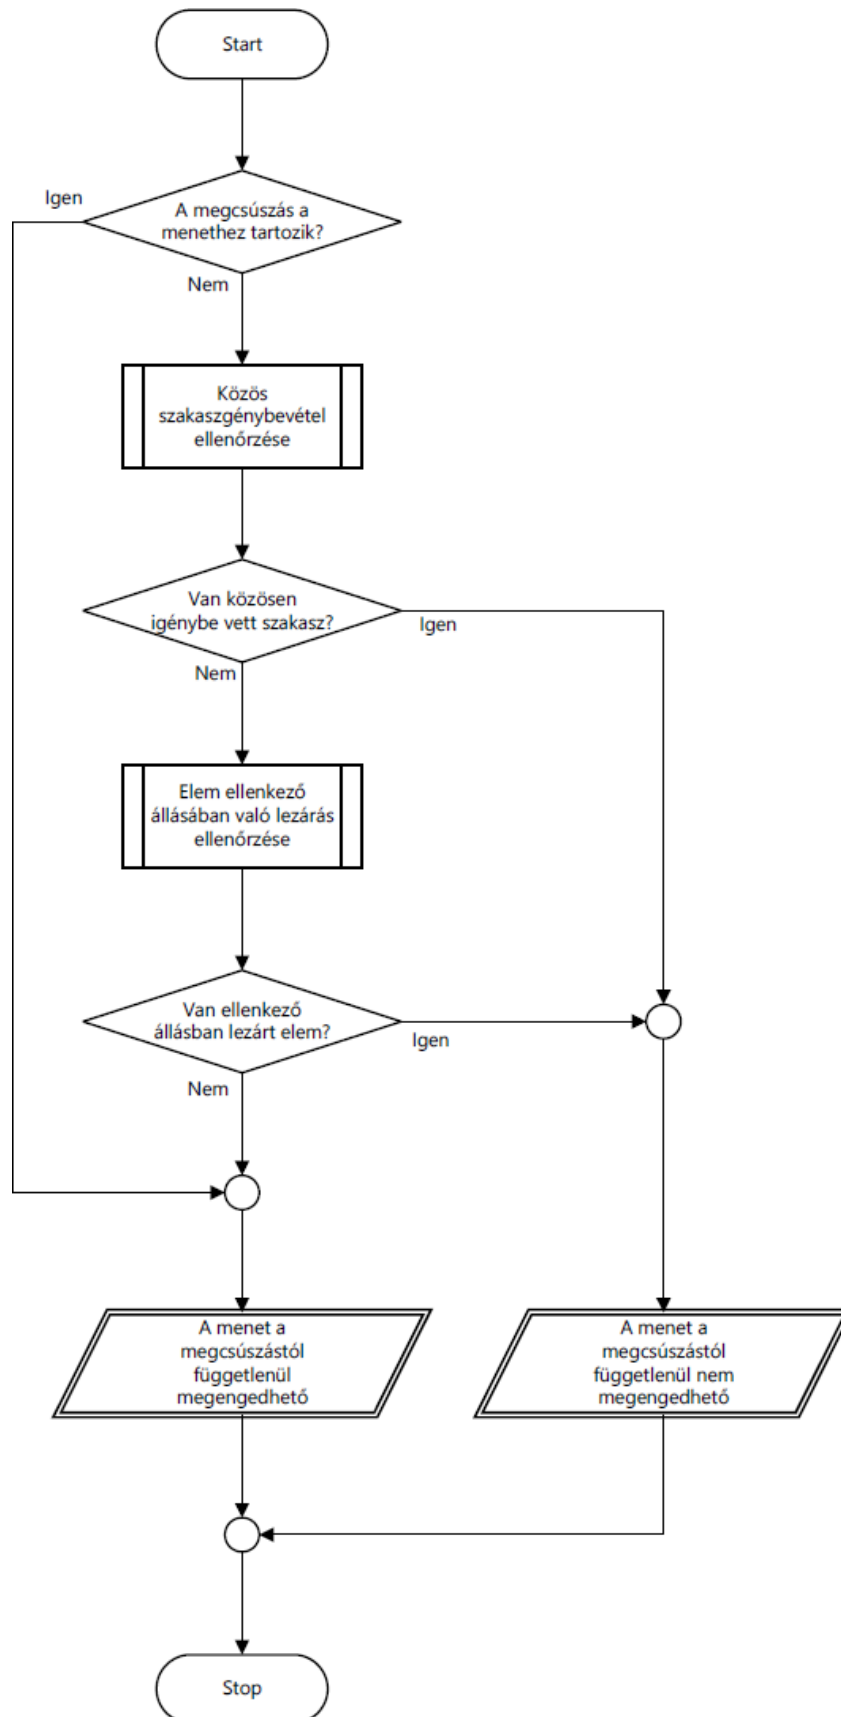 Start
Igen
A megcsúszás a
menethez tartozik?
Nem
Közös
szakaszgénybevétel
ellenőrzése
Van közösen
igénybe vett szakasz?
Igen
Nem
Elem ellenkező
állásában való lezárás
ellenőrzése
Van ellenkező
állásban lezárt elem?
Igen
Nem
A menet a
megcsúszástól
függetlenül
megengedhető
A menet a
megcsúszástól
függetlenül nem
megengedhető
Stop